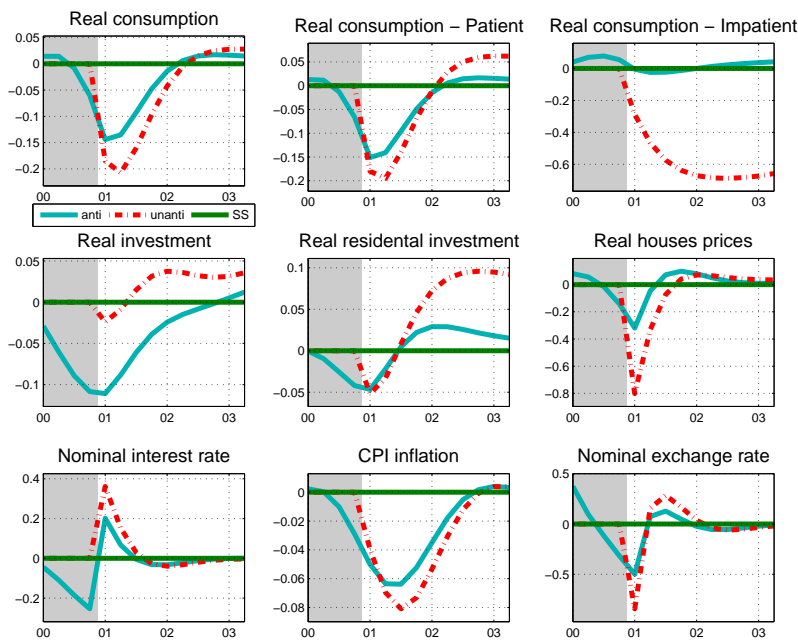 Real consumption
Real consumption − Patient
Real consumption − Impatient
0.05
0
−0.05
−0.1
−0.15
−0.2
00 01 02 03
0.05
0
−0.05
−0.1
−0.15
−0.2
00 01 02 03
0
−0.2
−0.4
−0.6
00 01 02 03
anti unanti SS
Real investment
Real residental investment
Real houses prices
0.05
0
−0.05
−0.1
00 01 02 03
0.1
0.05
0
−0.05
00 01 02 03
0
−0.2
−0.4
−0.6
−0.8
00 01 02 03
Nominal interest rate
CPI inflation
Nominal exchange rate
0.4
0.2
0
−0.2
00 01 02 03
0
−0.02
−0.04
−0.06
−0.08
00 01 02 03
0.5
0
−0.5
00 01 02 03